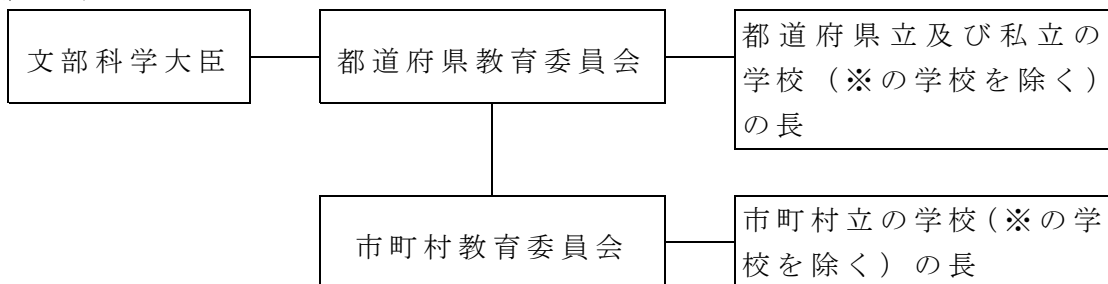 文部科学大臣
都道府県教育委員会
都道府県立及び私立の
学校（※の学校を除く）
の長
市町村教育委員会
市町村立の学校（※の学
校を除く）の長